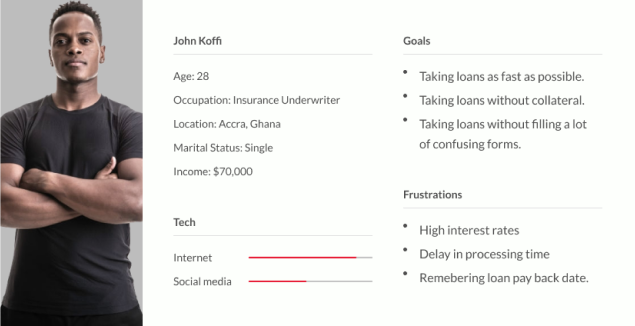 John Koffi
Age: 28
Occupation: Insurance Underwriter
Location: Accra, Ghana
Marital Status: Single
Income: $70,000
Tech
Internet
Social media
Goals
Taking loans as fast as possible.
Taking loans without collateral.
Taking loans without filling a lot
of confusing forms.
Frustrations
High interest rates
Delay in processing time
Remebering loan pay back date.